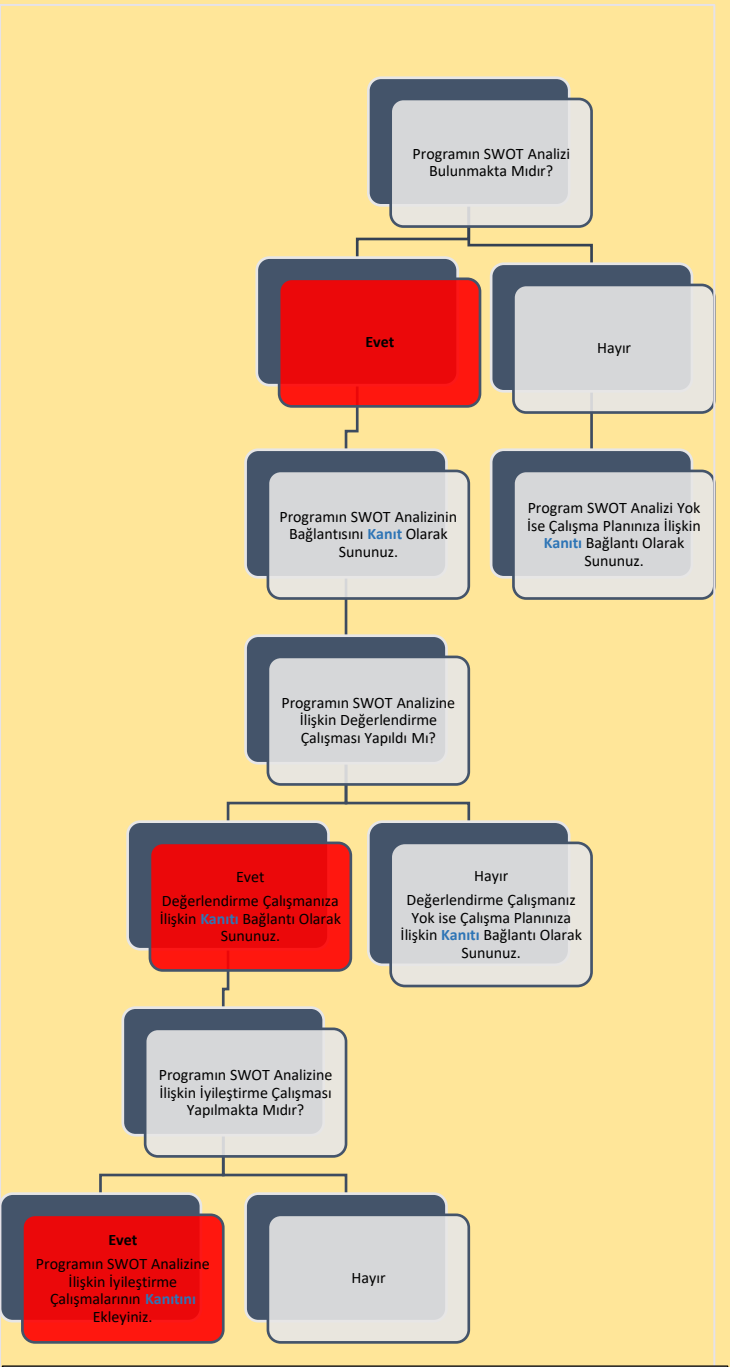 Programın SWOT Analizi
Bulunmakta Mıdır?
Evet
Hayır
Programın SWOT Analizinin
Bağlantısını Kanıt Olarak
Sununuz.
Program SWOT Analizi Yok
İse Çalışma Planınıza İlişkin
Kanıtı Bağlantı Olarak
Sununuz.
Programın SWOT Analizine
İlişkin Değerlendirme
Çalışması Yapıldı Mı?
Evet
Değerlendirme Çalışmanıza
İlişkin Kanıtı Bağlantı Olarak
Sununuz.
Hayır
Değerlendirme Çalışmanız
Yok ise Çalışma Planınıza
İlişkin Kanıtı Bağlantı Olarak
Sununuz.
Programın SWOT Analizine
İlişkin İyileştirme Çalışması
Yapılmakta Mıdır?
Evet
Programın SWOT Analizine
İlişkin İyileştirme
Çalışmalarının Kanıtını
Ekleyiniz.
Hayır